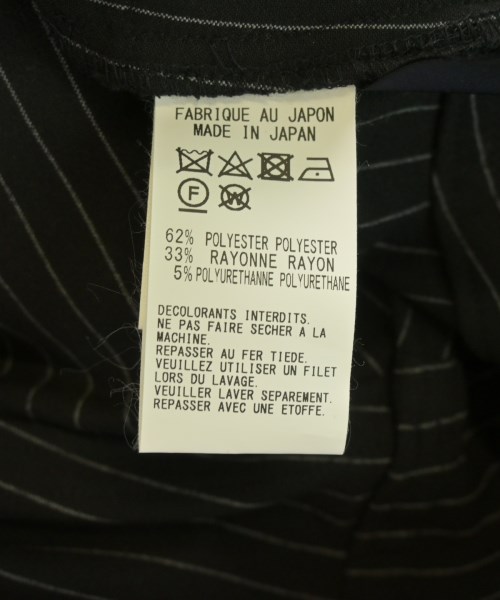 FABRIQUE AU JAPON
MADE IN JAPAN
F W
62% POLYESTER POLYESTER
33% RAYONNE RAYON
5% POLYURETHANNE POLYURETHANE
DECOLORANTS INTERDITS.
NE PAS FAIRE SECHER A LA
MACHINE.
REPASSER AU FER TIEDE.
VEUILLEZ UTILISER UN FILET
LORS DU LAVAGE.
VEUILLER LAVER SEPAREMENT.
REPASSER AVEC UNE ETOFFE.